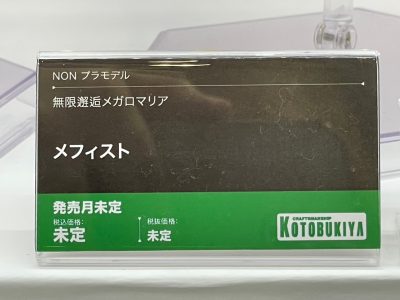 NON プラモデル
無限邂逅メガロマリア
メフィスト
発売月未定
税込価格: 税抜価格:
未定 未定
CRAFTSMANSHIP
KOTOBUKIYA